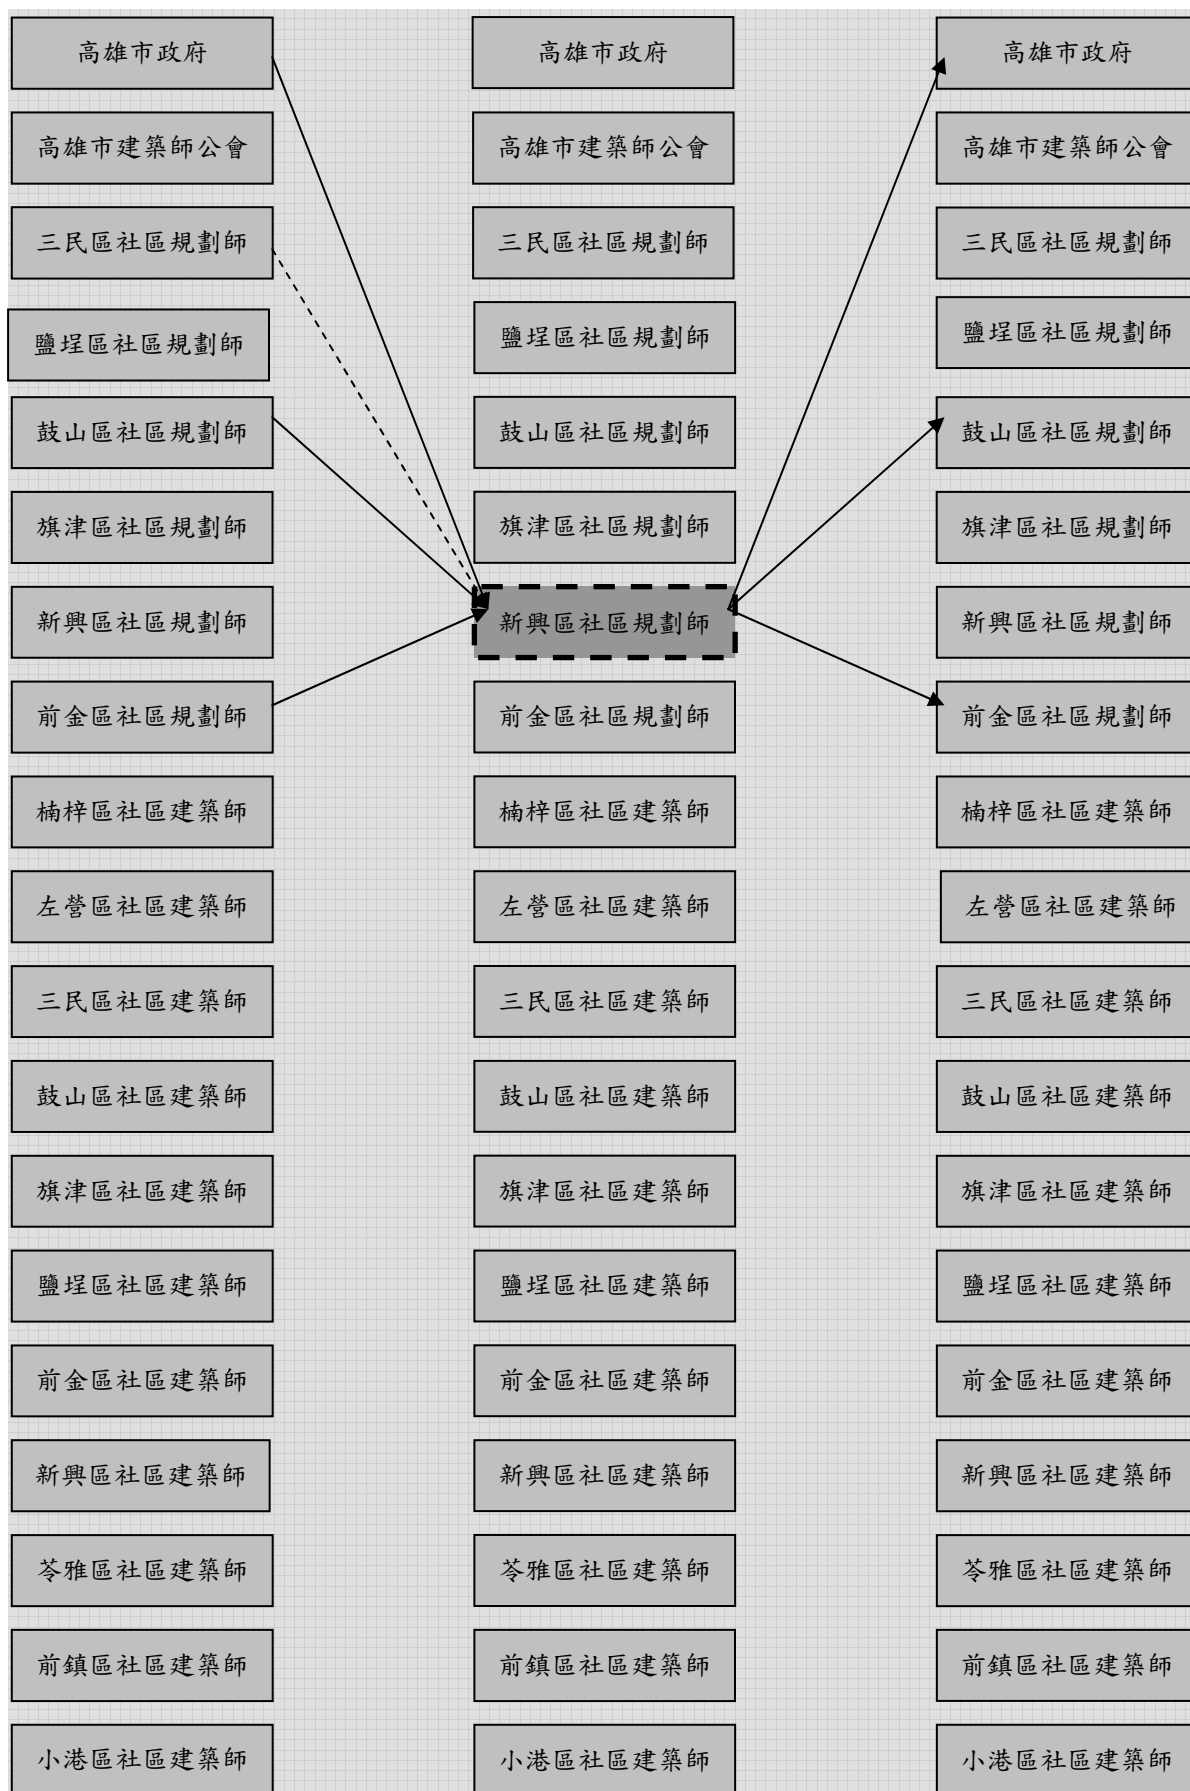 高雄市政府
高雄市政府
高雄市政府
高雄市建築師公會
高雄市建築師公會
高雄市建築師公會
三民區社區規劃師
三民區社區規劃師
三民區社區規劃師
鹽埕區社區規劃師
鹽埕區社區規劃師
鹽埕區社區規劃師
鼓山區社區規劃師
鼓山區社區規劃師
鼓山區社區規劃師
旗津區社區規劃師
旗津區社區規劃師
旗津區社區規劃師
新興區社區規劃師
新興區社區規劃師
新興區社區規劃師
前金區社區規劃師
前金區社區規劃師
前金區社區規劃師
楠梓區社區建築師
楠梓區社區建築師
楠梓區社區建築師
左營區社區建築師
左營區社區建築師
左營區社區建築師
三民區社區建築師
三民區社區建築師
三民區社區建築師
鼓山區社區建築師
鼓山區社區建築師
鼓山區社區建築師
旗津區社區建築師
旗津區社區建築師
旗津區社區建築師
鹽埕區社區建築師
鹽埕區社區建築師
鹽埕區社區建築師
前金區社區建築師
前金區社區建築師
前金區社區建築師
新興區社區建築師
新興區社區建築師
新興區社區建築師
苓雅區社區建築師
苓雅區社區建築師
苓雅區社區建築師
前鎮區社區建築師
前鎮區社區建築師
前鎮區社區建築師
小港區社區建築師
小港區社區建築師
小港區社區建築師